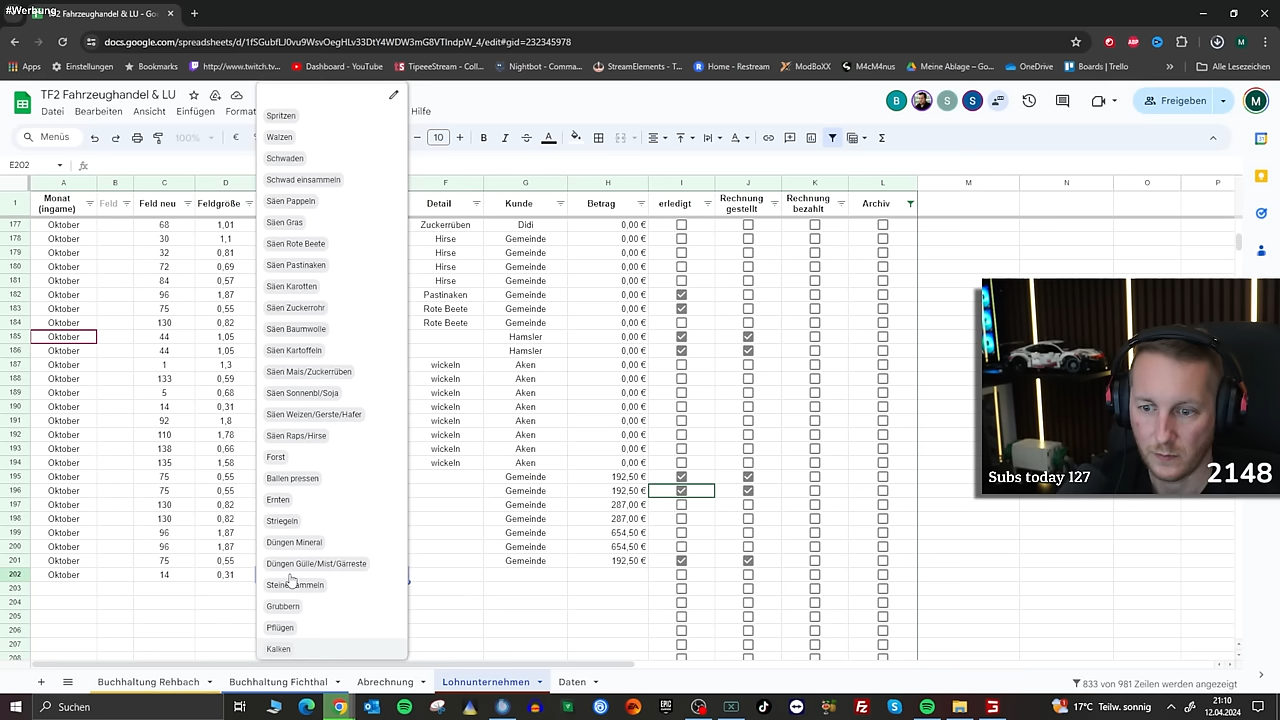 #Werbung
TF2 Fahrzeughandel & LU - Go
docs.google.com/spreadsheets/d/1fSGubfLJ0vu9WsvOegHLv33DtY4WDW3mG8VTlndpW_4/edit#gid=232345978
Apps Einstellungen Bookmarks http://www.twitch.tv... Dashboard - YouTube TipeeeStream - Coll... Nightbot - Comma... StreamElements - T... Home - Restream ModBoXX M4cM4nus Meine Ablage – Goo... OneDrive Boards | Trello Alle Lesezeichen
TF2 Fahrzeughandel & LU
Datei Bearbeiten Ansicht Einfügen Format Hilfe
B S S Freigeben M
Menüs 100% € 10 B I A
E202 fx
A B C D F G H I J K L M N O P
1 Monat (ingame) Feld Feld neu Feldgröße Detail Kunde Betrag erledigt Rechnung gestellt Rechnung bezahlt Archiv
177 Oktober 68 1,01 Zuckerrüben Didi 0,00 €
178 Oktober 30 1,1 Hirse Gemeinde 0,00 €
179 Oktober 32 0,81 Hirse Gemeinde 0,00 €
180 Oktober 72 0,69 Hirse Gemeinde 0,00 €
181 Oktober 84 0,57 Hirse Gemeinde 0,00 €
182 Oktober 96 1,87 Pastinaken Gemeinde 0,00 €
183 Oktober 75 0,55 Rote Beete Gemeinde 0,00 €
184 Oktober 130 0,82 Rote Beete Gemeinde 0,00 €
185 Oktober 44 1,05 Hamsler 0,00 €
186 Oktober 44 1,05 Hamsler 0,00 €
187 Oktober 1 1,3 wickeln Aken 0,00 €
188 Oktober 133 0,59 wickeln Aken 0,00 €
189 Oktober 5 0,68 wickeln Aken 0,00 €
190 Oktober 14 0,31 wickeln Aken 0,00 €
191 Oktober 92 1,8 wickeln Aken 0,00 €
192 Oktober 110 1,78 wickeln Aken 0,00 €
193 Oktober 138 0,66 wickeln Aken 0,00 €
194 Oktober 135 1,58 wickeln Aken 0,00 €
195 Oktober 75 0,55 Gemeinde 192,50 €
196 Oktober 75 0,55 Gemeinde 192,50 €
197 Oktober 130 0,82 Gemeinde 287,00 €
198 Oktober 130 0,82 Gemeinde 287,00 €
199 Oktober 96 1,87 Gemeinde 654,50 €
200 Oktober 96 1,87 Gemeinde 654,50 €
201 Oktober 75 0,55 Gemeinde 192,50 €
202 Oktober 14 0,31
203
204
205
206
207
208
Spritzen
Walzen
Schwaden
Schwad einsammeln
Säen Pappeln
Säen Gras
Säen Rote Beete
Säen Pastinaken
Säen Karotten
Säen Zuckerrohr
Säen Baumwolle
Säen Kartoffeln
Säen Mais/Zuckerrüben
Säen Sonnenbl/Soja
Säen Weizen/Gerste/Hafer
Säen Raps/Hirse
Forst
Ballen pressen
Ernten
Striegeln
Düngen Mineral
Düngen Gülle/Mist/Gärreste
Grubbern
Pflügen
Kalken
Subs today 127 2148
Buchhaltung Rehbach Buchhaltung Fichthal Abrechnung Lohnunternehmen Daten 833 von 981 Zeilen werden angezeigt
Suchen 17°C Teilw. sonnig 21:10
12.04.2024